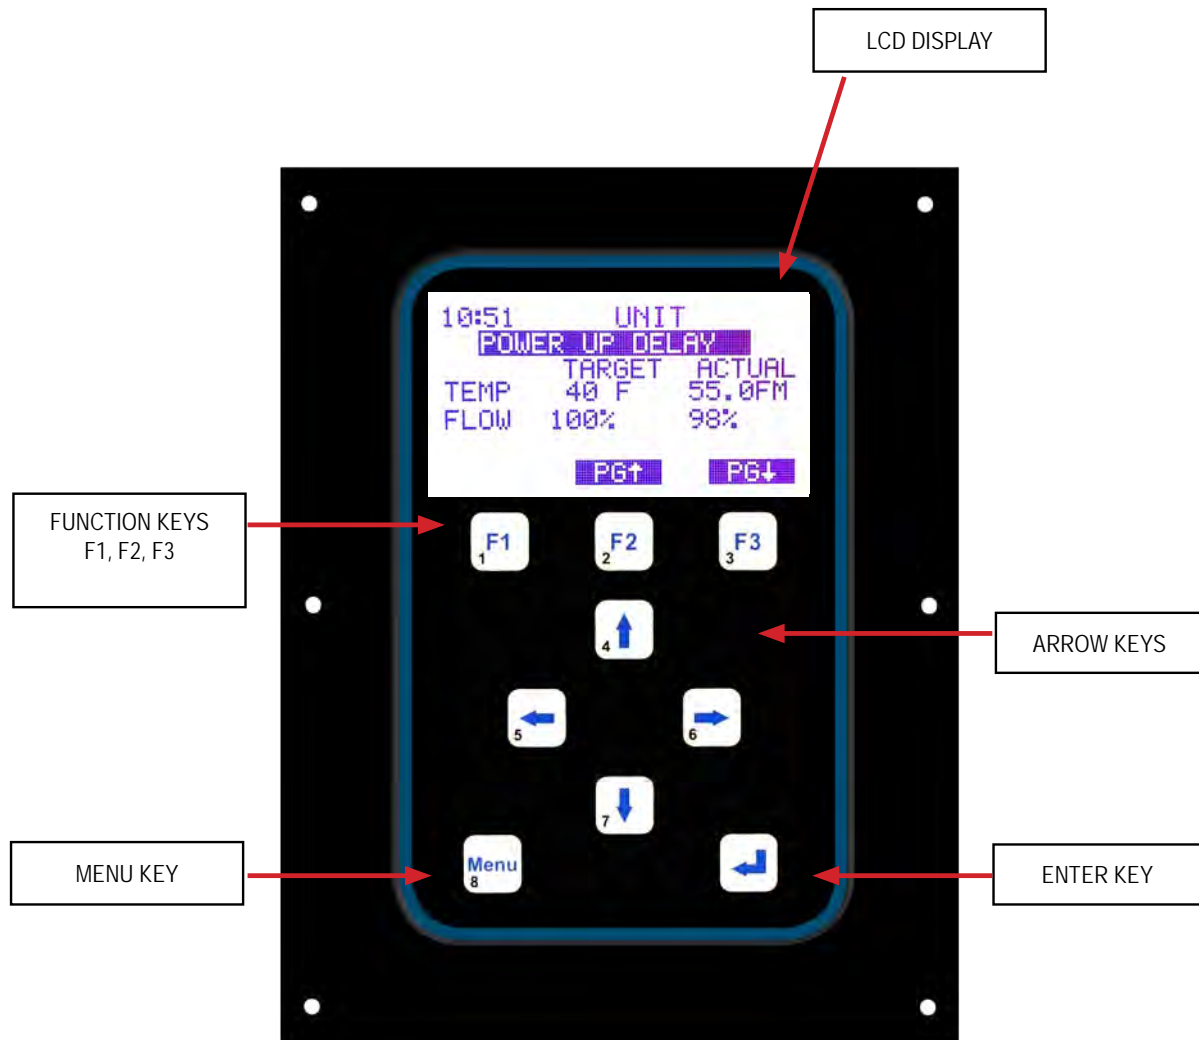 LCD DISPLAY
10:51 UNIT
POWER UP DELAY
TARGET ACTUAL
TEMP 40 F 55.0FM
FLOW 100% 98%
PG↑ PG↓
FUNCTION KEYS
F1, F2, F3
F1 F2 F3
1 2 3
4
ARROW KEYS
5 6
7
MENU KEY
Menu
8
ENTER KEY